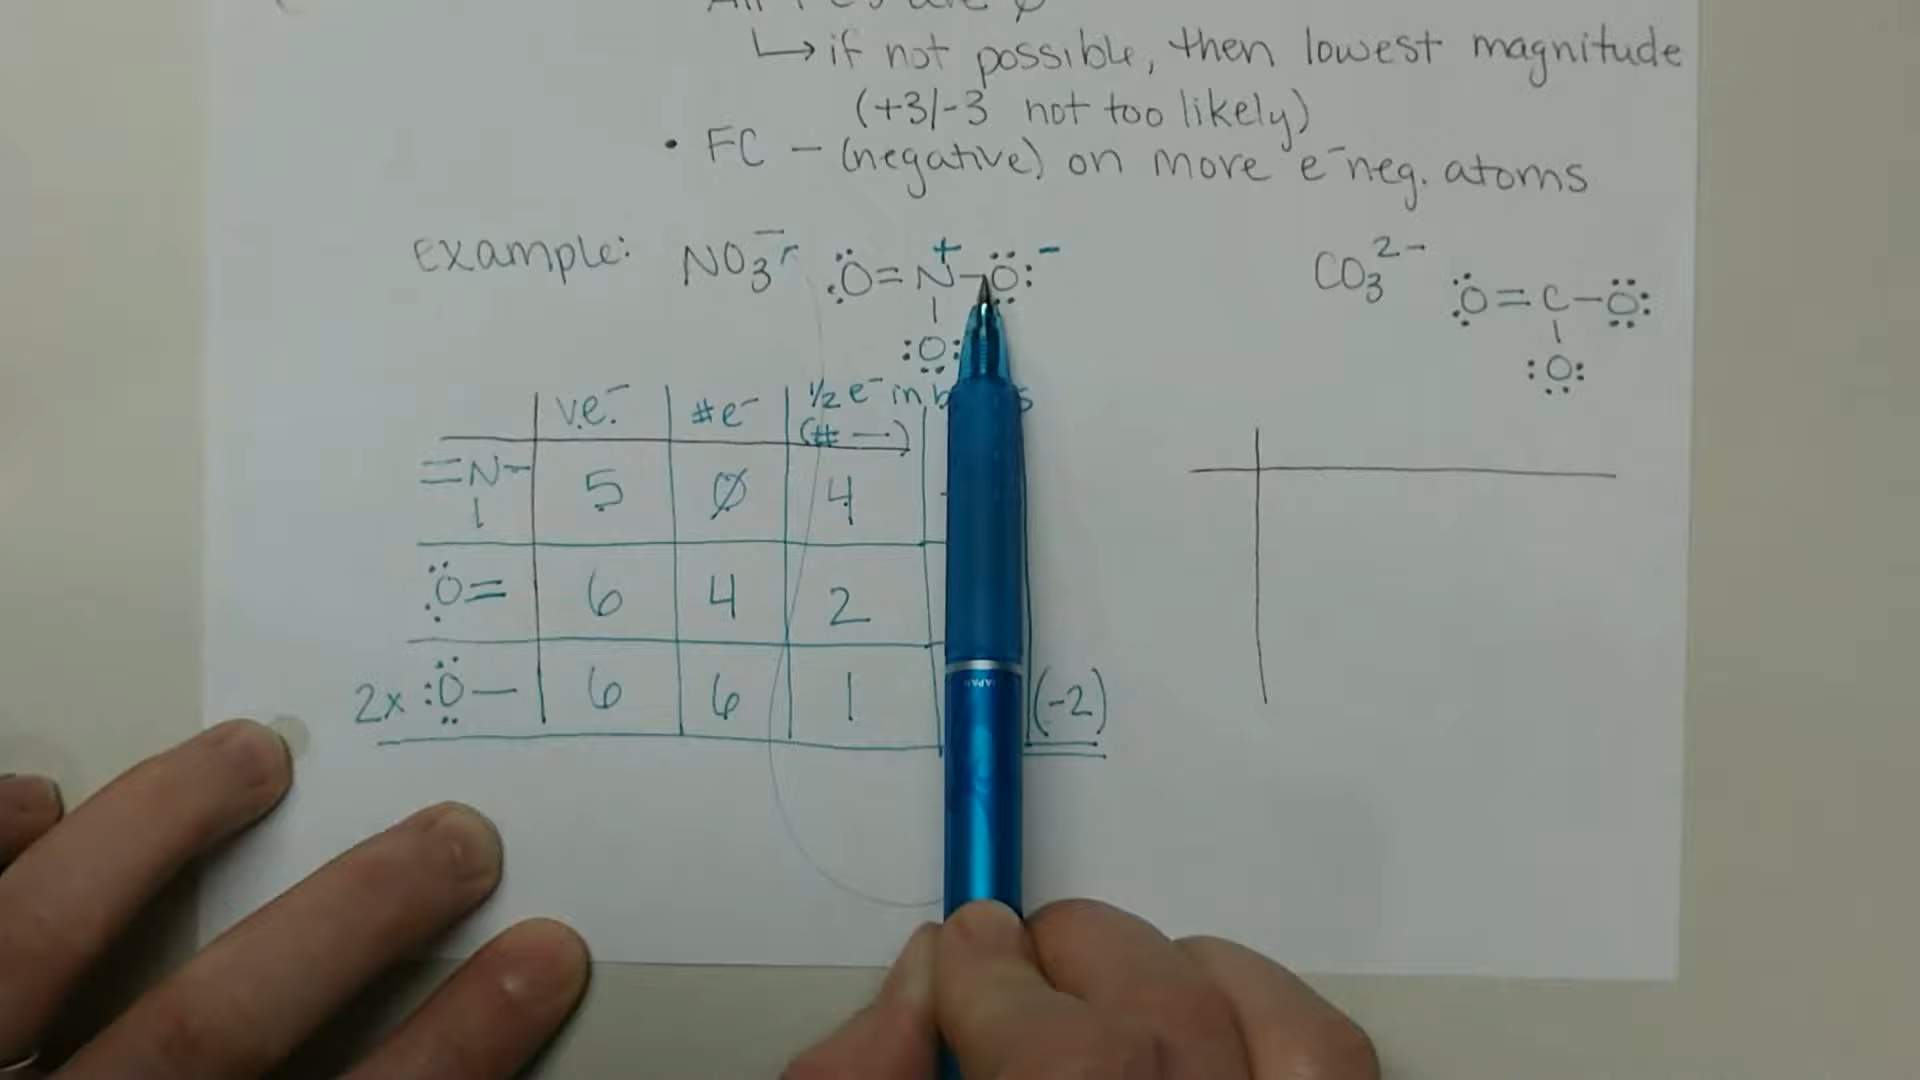 ↳ if not possible, then lowest magnitude
(+3/-3 not too likely)
• FC - (negative) on more e⁻neg. atoms
example: NO₃⁻ Ö=N⁺-Ö:⁻
:O:
CO₃²⁻ Ö=C-Ö:
:O:
v.e⁻ #e⁻ ½ e⁻ in
(# —)
=N- 5 ∅ 4
Ö= 6 4 2
2x :Ö— 6 6 1 (-2)
JAPAN